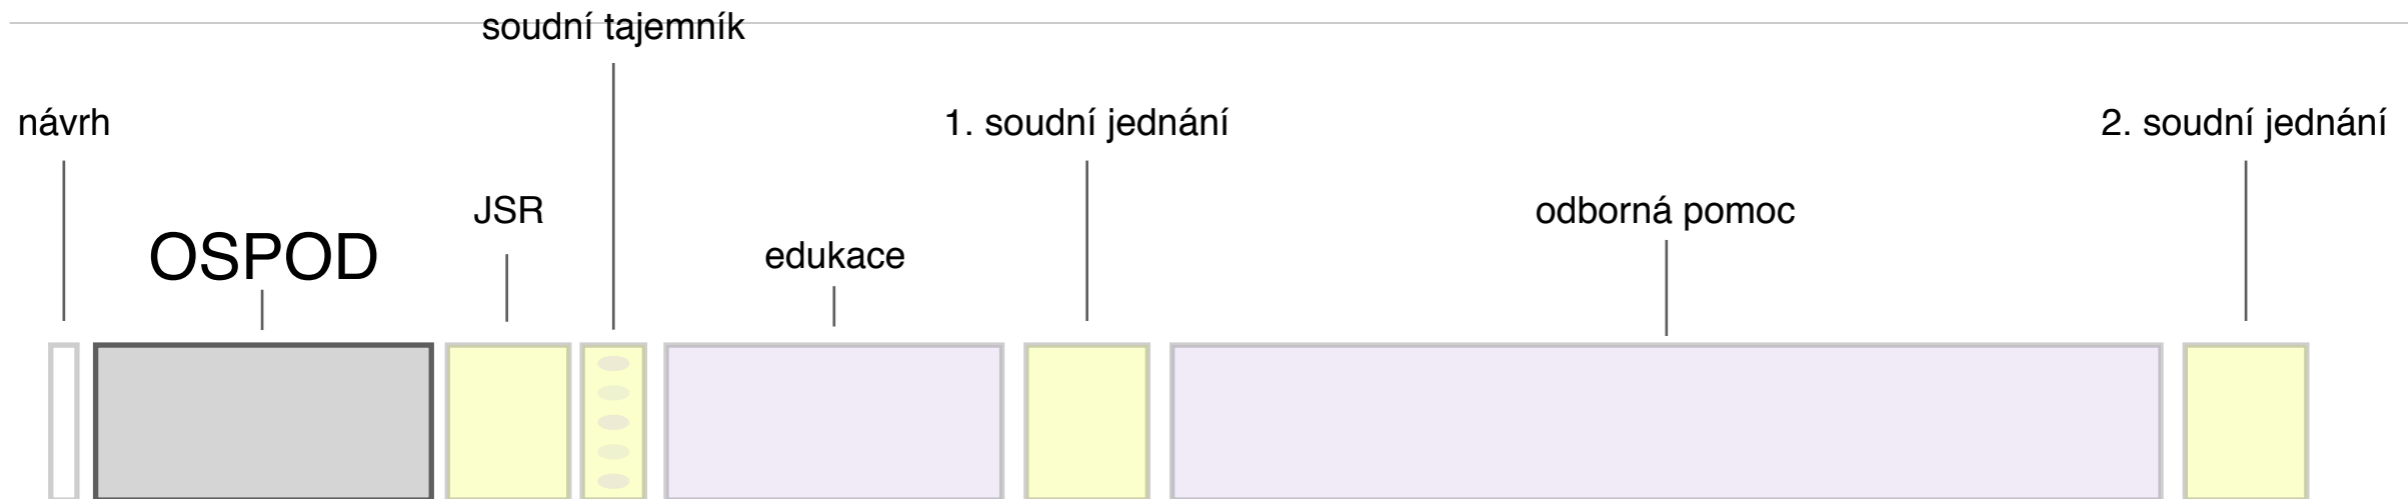 soudní tajemník
návrh
1. soudní jednání
2. soudní jednání
JSR
odborná pomoc
OSPOD
edukace